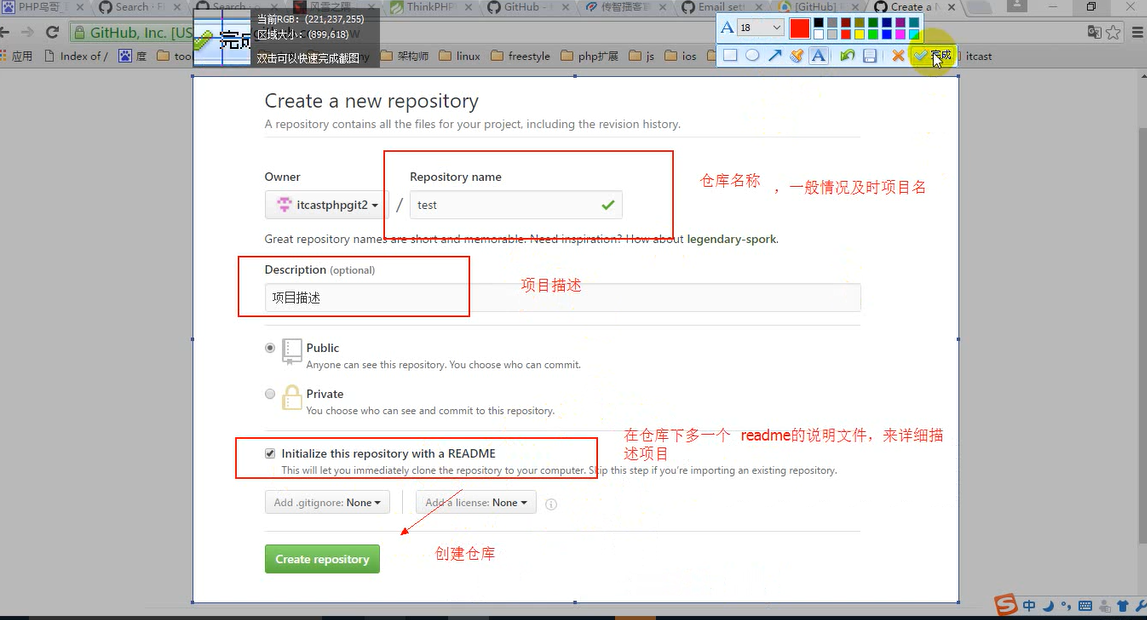 PHP鸟哥
Search · F
ThinkPHP
GitHub · F
传智播客
Email sett
[GitHub]
Create a N
GitHub, Inc. [US
当前RGB：(221,237,255)
区域大小：(899,618)
双击可以快速完成截图
完成
18
完成
应用
Index of /
度
架构师
linux
freestyle
php扩展
js
ios
itcast
Create a new repository
A repository contains all the files for your project, including the revision history.
Owner
Repository name
仓库名称 ，一般情况及时项目名
itcastphpgit2
/
test
Great repository names are short and memorable. Need inspiration? How about legendary-spork.
Description (optional)
项目描述
项目描述
Public
Anyone can see this repository. You choose who can commit.
Private
You choose who can see and commit to this repository.
在仓库下多一个 readme的说明文件，来详细描
述项目
Initialize this repository with a README
This will let you immediately clone the repository to your computer. Skip this step if you're importing an existing repository.
Add .gitignore: None
Add a license: None
创建仓库
Create repository
中